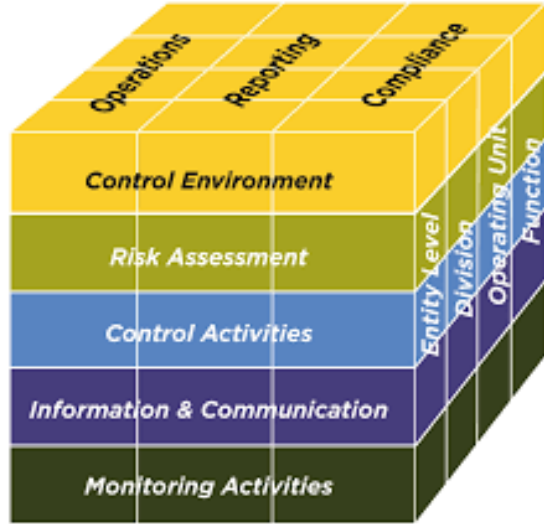 Operations
Reporting
Compliance
Control Environment
Risk Assessment
Control Activities
Information & Communication
Monitoring Activities
Entity Level
Division
Operating Unit
Function